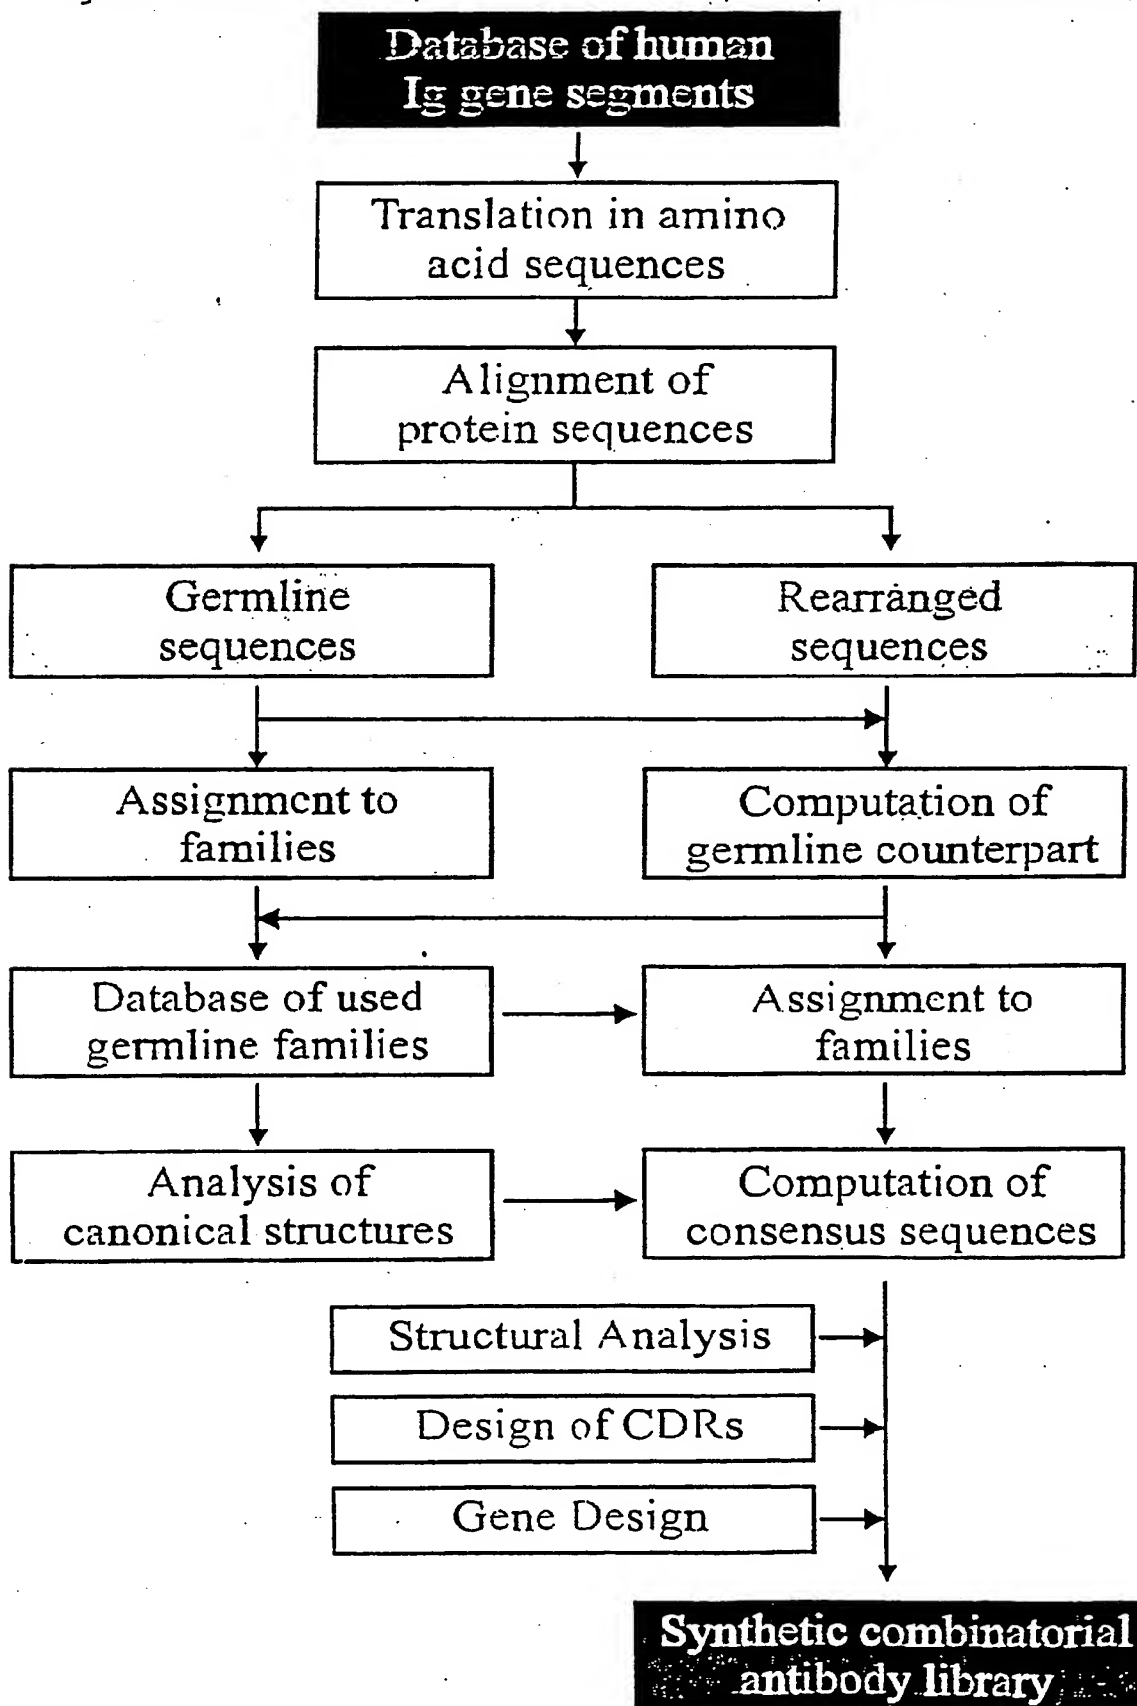 Database of human
Ig gene segments
Translation in amino
acid sequences
Alignment of
protein sequences
Germline
sequences
Rearranged
sequences
Assignment to
families
Computation of
germline counterpart
Database of used
germline families
Assignment to
families
Analysis of
canonical structures
Computation of
consensus sequences
Structural Analysis
Design of CDRs
Gene Design
Synthetic combinatorial
antibody library